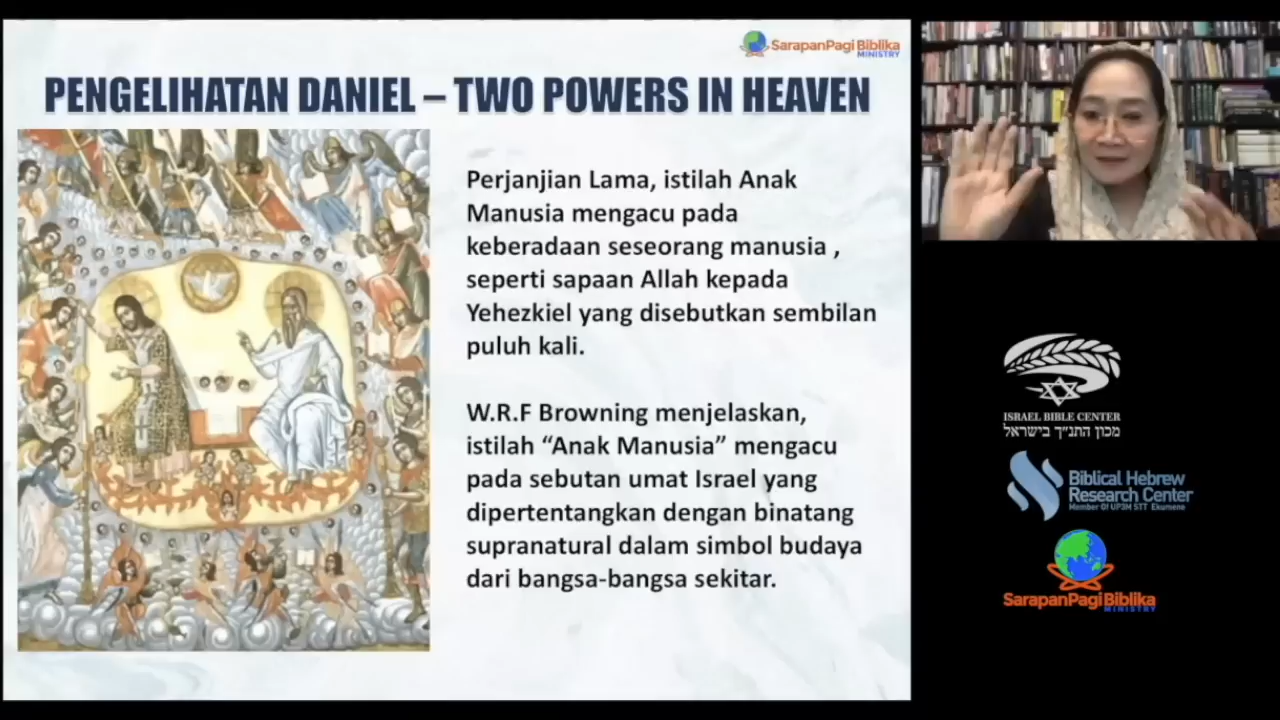 SarapanPagi Biblika
MINISTRY
PENGELIHATAN DANIEL – TWO POWERS IN HEAVEN
Perjanjian Lama, istilah Anak
Manusia mengacu pada
keberadaan seseorang manusia ,
seperti sapaan Allah kepada
Yehezkiel yang disebutkan sembilan
puluh kali.
W.R.F Browning menjelaskan,
istilah “Anak Manusia” mengacu
pada sebutan umat Israel yang
dipertentangkan dengan binatang
supranatural dalam simbol budaya
dari bangsa-bangsa sekitar.
ISRAEL BIBLE CENTER
מכון התנ״ך בישראל
Biblical Hebrew
Research Center
Member Of UP3M STT Ekumene
SarapanPagi Biblika
MINISTRY